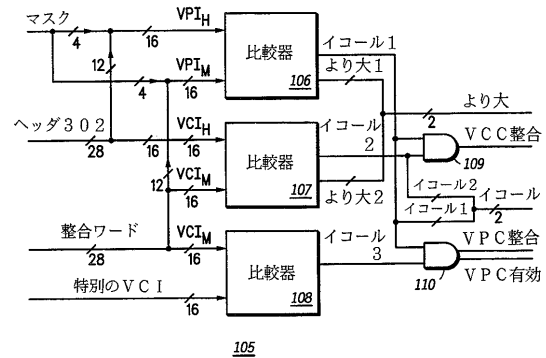 マスク
4
16
VPI_H
比較器
106
イコール1
より大1
12
4
VPI_M
16
ヘッダ302
28
16
VCI_H
16
比較器
107
イコール
2
より大2
より大
2
VCC整合
109
12
VCI_M
16
イコール2
イコール1
イコール
2
整合ワード
28
VCI_M
16
比較器
108
イコール
3
VPC整合
VPC有効
110
特別のVCI
16
105